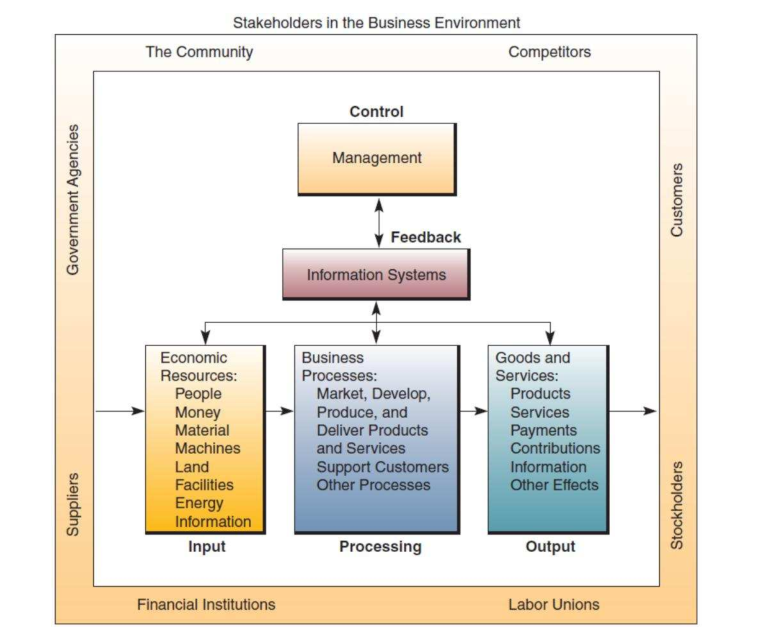 Stakeholders in the Business Environment
The Community
Competitors
Government Agencies
Suppliers
Customers
Stockholders
Control
Management
Feedback
Information Systems
Economic
Resources:
People
Money
Material
Machines
Land
Facilities
Energy
Information
Input
Business
Processes:
Market, Develop,
Produce, and
Deliver Products
and Services
Support Customers
Other Processes
Processing
Goods and
Services:
Products
Services
Payments
Contributions
Information
Other Effects
Output
Financial Institutions
Labor Unions